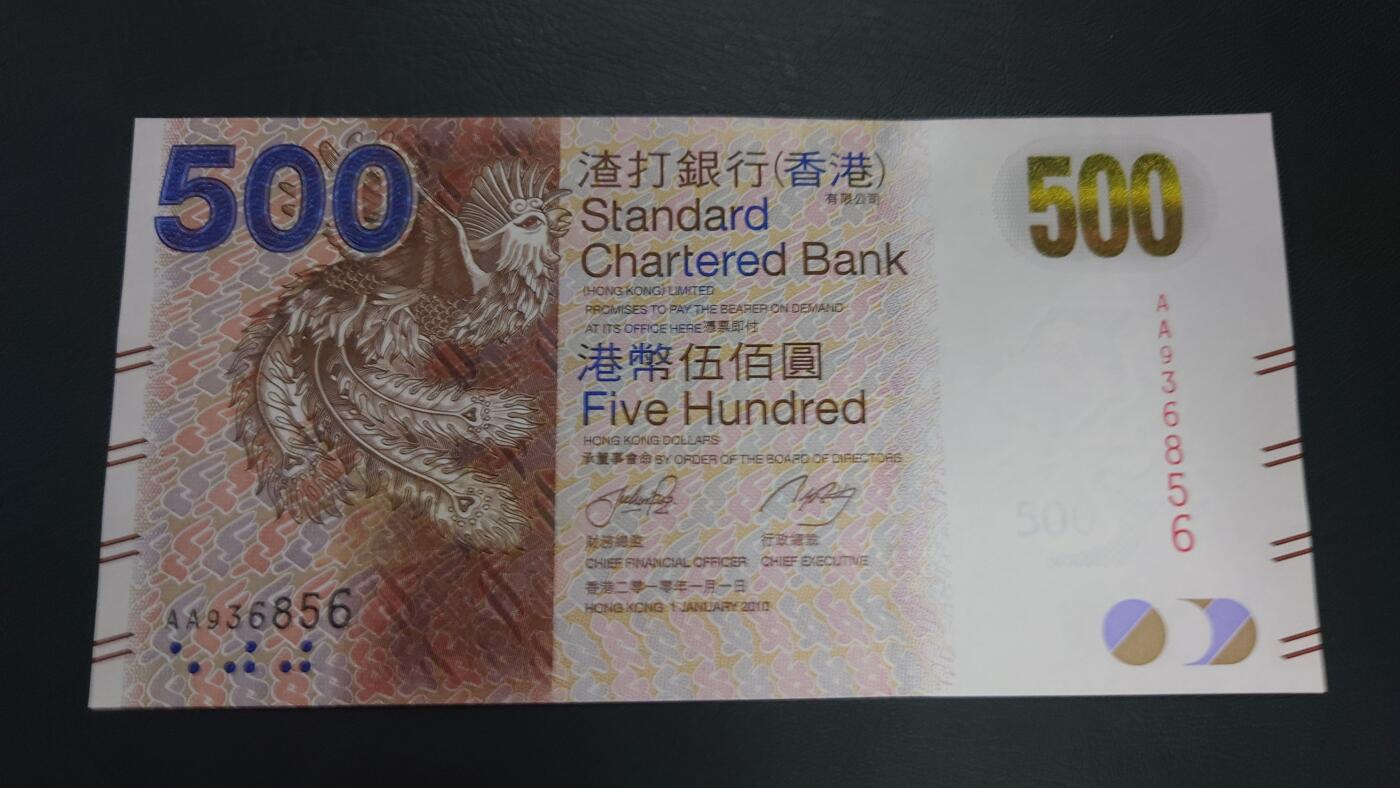 500
渣打銀行(香港)
有限公司
Standard
Chartered Bank
(HONG KONG) LIMITED
PROMISES TO PAY THE BEARER ON DEMAND
AT ITS OFFICE HERE 憑票即付
港幣伍佰圓
Five Hundred
HONG KONG DOLLARS
承董事會命 BY ORDER OF THE BOARD OF DIRECTORS
財務總監 行政總裁
CHIEF FINANCIAL OFFICER CHIEF EXECUTIVE
香港二零一零年一月一日
HONG KONG 1 JANUARY 2010
AA936856
500
AA936856
500